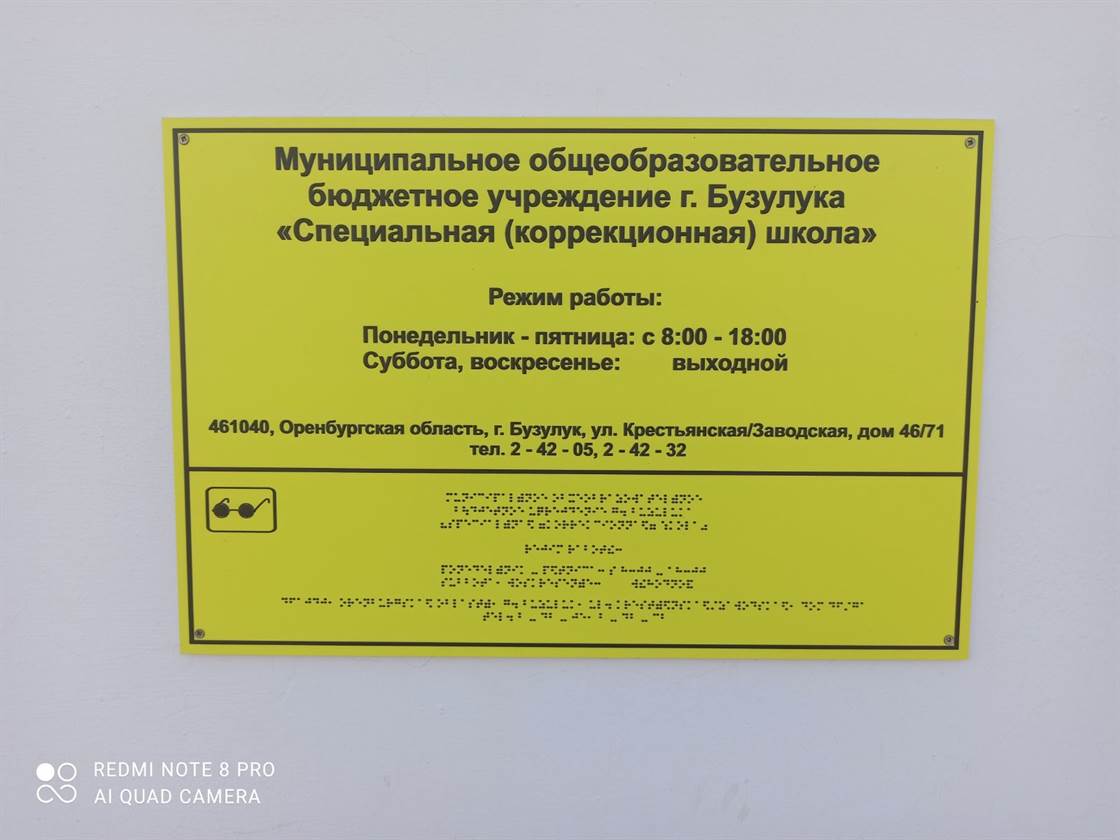 Муниципальное общеобразовательное
бюджетное учреждение г. Бузулука
«Специальная (коррекционная) школа»
Режим работы:
Понедельник - пятница: с 8:00 - 18:00
Суббота, воскресенье: выходной
461040, Оренбургская область, г. Бузулук, ул. Крестьянская/Заводская, дом 46/71
тел. 2 - 42 - 05, 2 - 42 - 32
REDMI NOTE 8 PRO
AI QUAD CAMERA